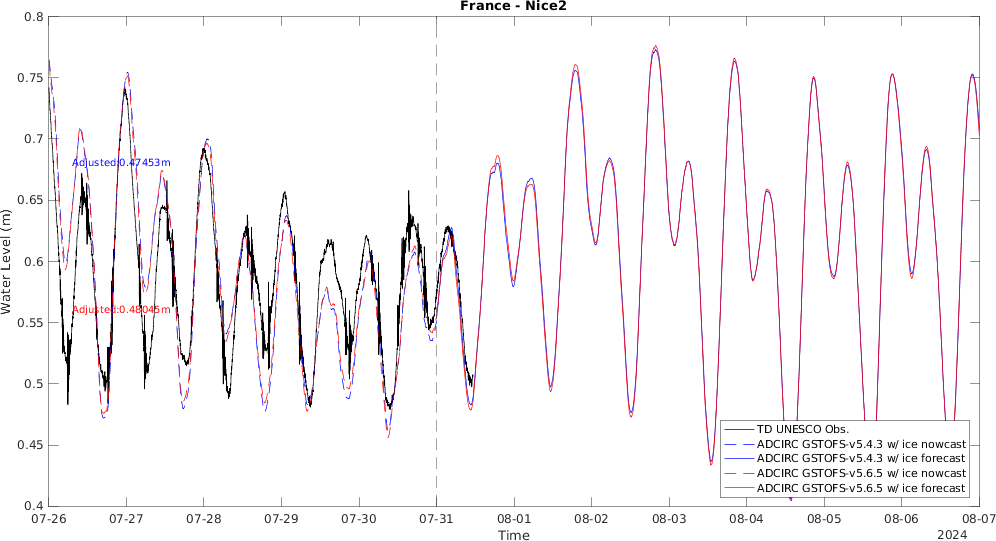 France - Nice2
0.8
0.75
0.7
0.65
0.6
0.55
0.5
0.45
0.4
Water Level (m)
Adjusted:0.47453m
Adjusted:0.48045m
TD UNESCO Obs.
ADCIRC GSTOFS-v5.4.3 w/ ice nowcast
ADCIRC GSTOFS-v5.4.3 w/ ice forecast
ADCIRC GSTOFS-v5.6.5 w/ ice nowcast
ADCIRC GSTOFS-v5.6.5 w/ ice forecast
07-26 07-27 07-28 07-29 07-30 07-31 08-01 08-02 08-03 08-04 08-05 08-06 08-07
Time
2024